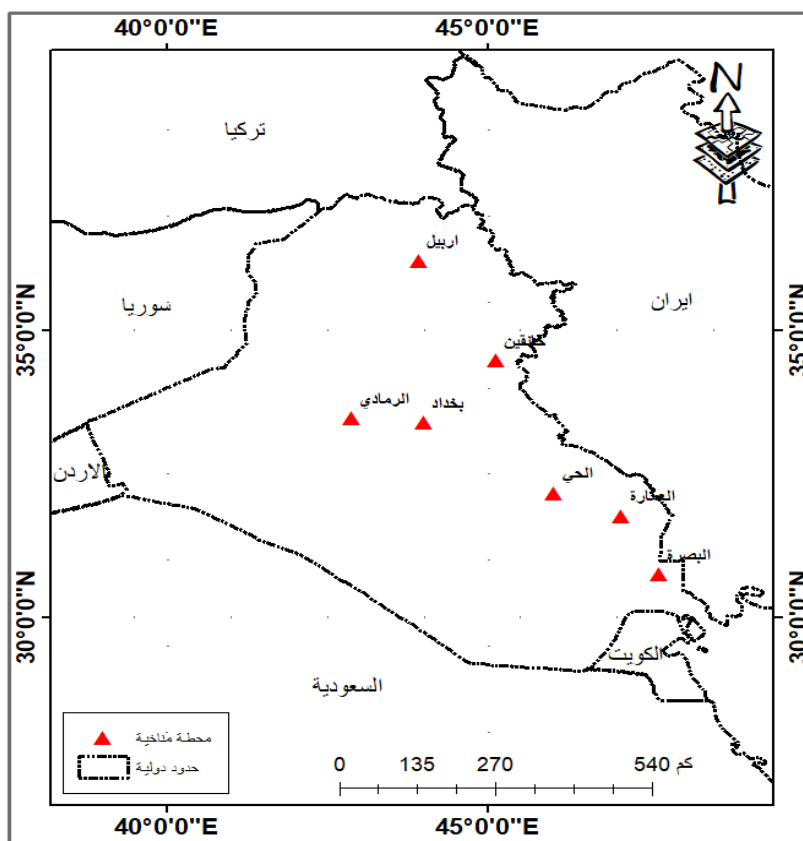 40°0'0"E 45°0'0"E
N
تركيا
اربيل
سوريا
ايران
35°0'0"N 35°0'0"N
خانقين
الرمادي بغداد
الاردن
الحي
العمارة
البصرة
30°0'0"N 30°0'0"N
الكويت
السعودية
محطة مناخية
حدود دولية
0 135 270 540 كم
40°0'0"E 45°0'0"E